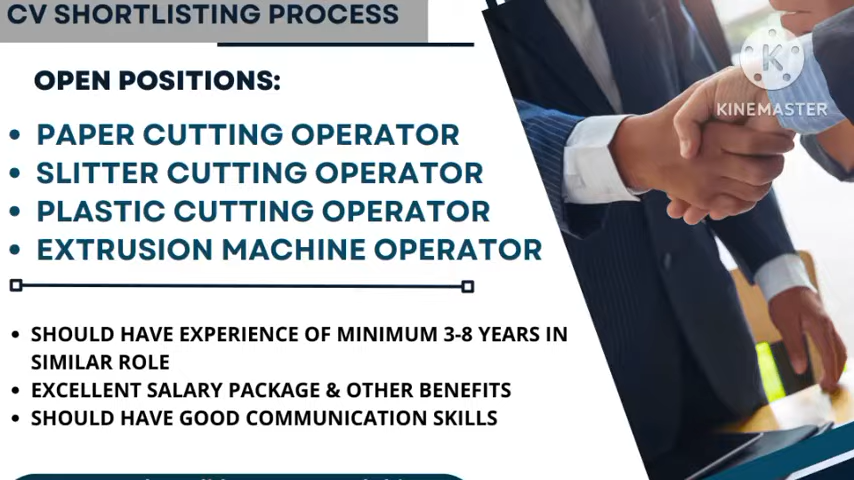 CV SHORTLISTING PROCESS
OPEN POSITIONS:
• PAPER CUTTING OPERATOR
• SLITTER CUTTING OPERATOR
• PLASTIC CUTTING OPERATOR
• EXTRUSION MACHINE OPERATOR
• SHOULD HAVE EXPERIENCE OF MINIMUM 3-8 YEARS IN
SIMILAR ROLE
• EXCELLENT SALARY PACKAGE & OTHER BENEFITS
• SHOULD HAVE GOOD COMMUNICATION SKILLS
K
KINEMASTER